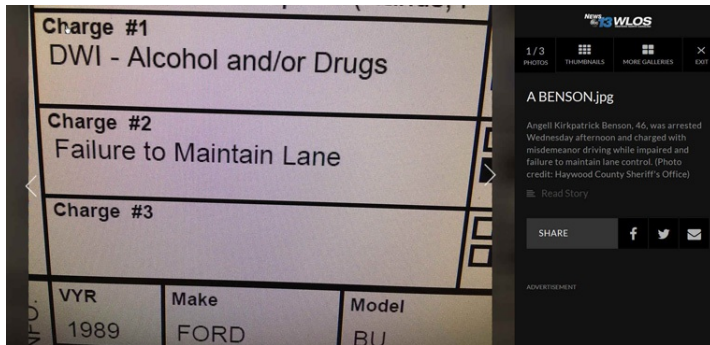 Charge #1
DWI - Alcohol and/or Drugs
Charge #2
Failure to Maintain Lane
Charge #3
VYR
Make
Model
1989
FORD
BU
NEWS 13 WLOS
1/3
PHOTOS
THUMBNAILS
MORE GALLERIES
EXIT
A BENSON.jpg
Angell Kirkpatrick Benson, 46, was arrested
Wednesday afternoon and charged with
misdemeanor driving while impaired and
failure to maintain lane control. (Photo
credit: Haywood County Sheriff's Office)
Read Story
SHARE
ADVERTISEMENT